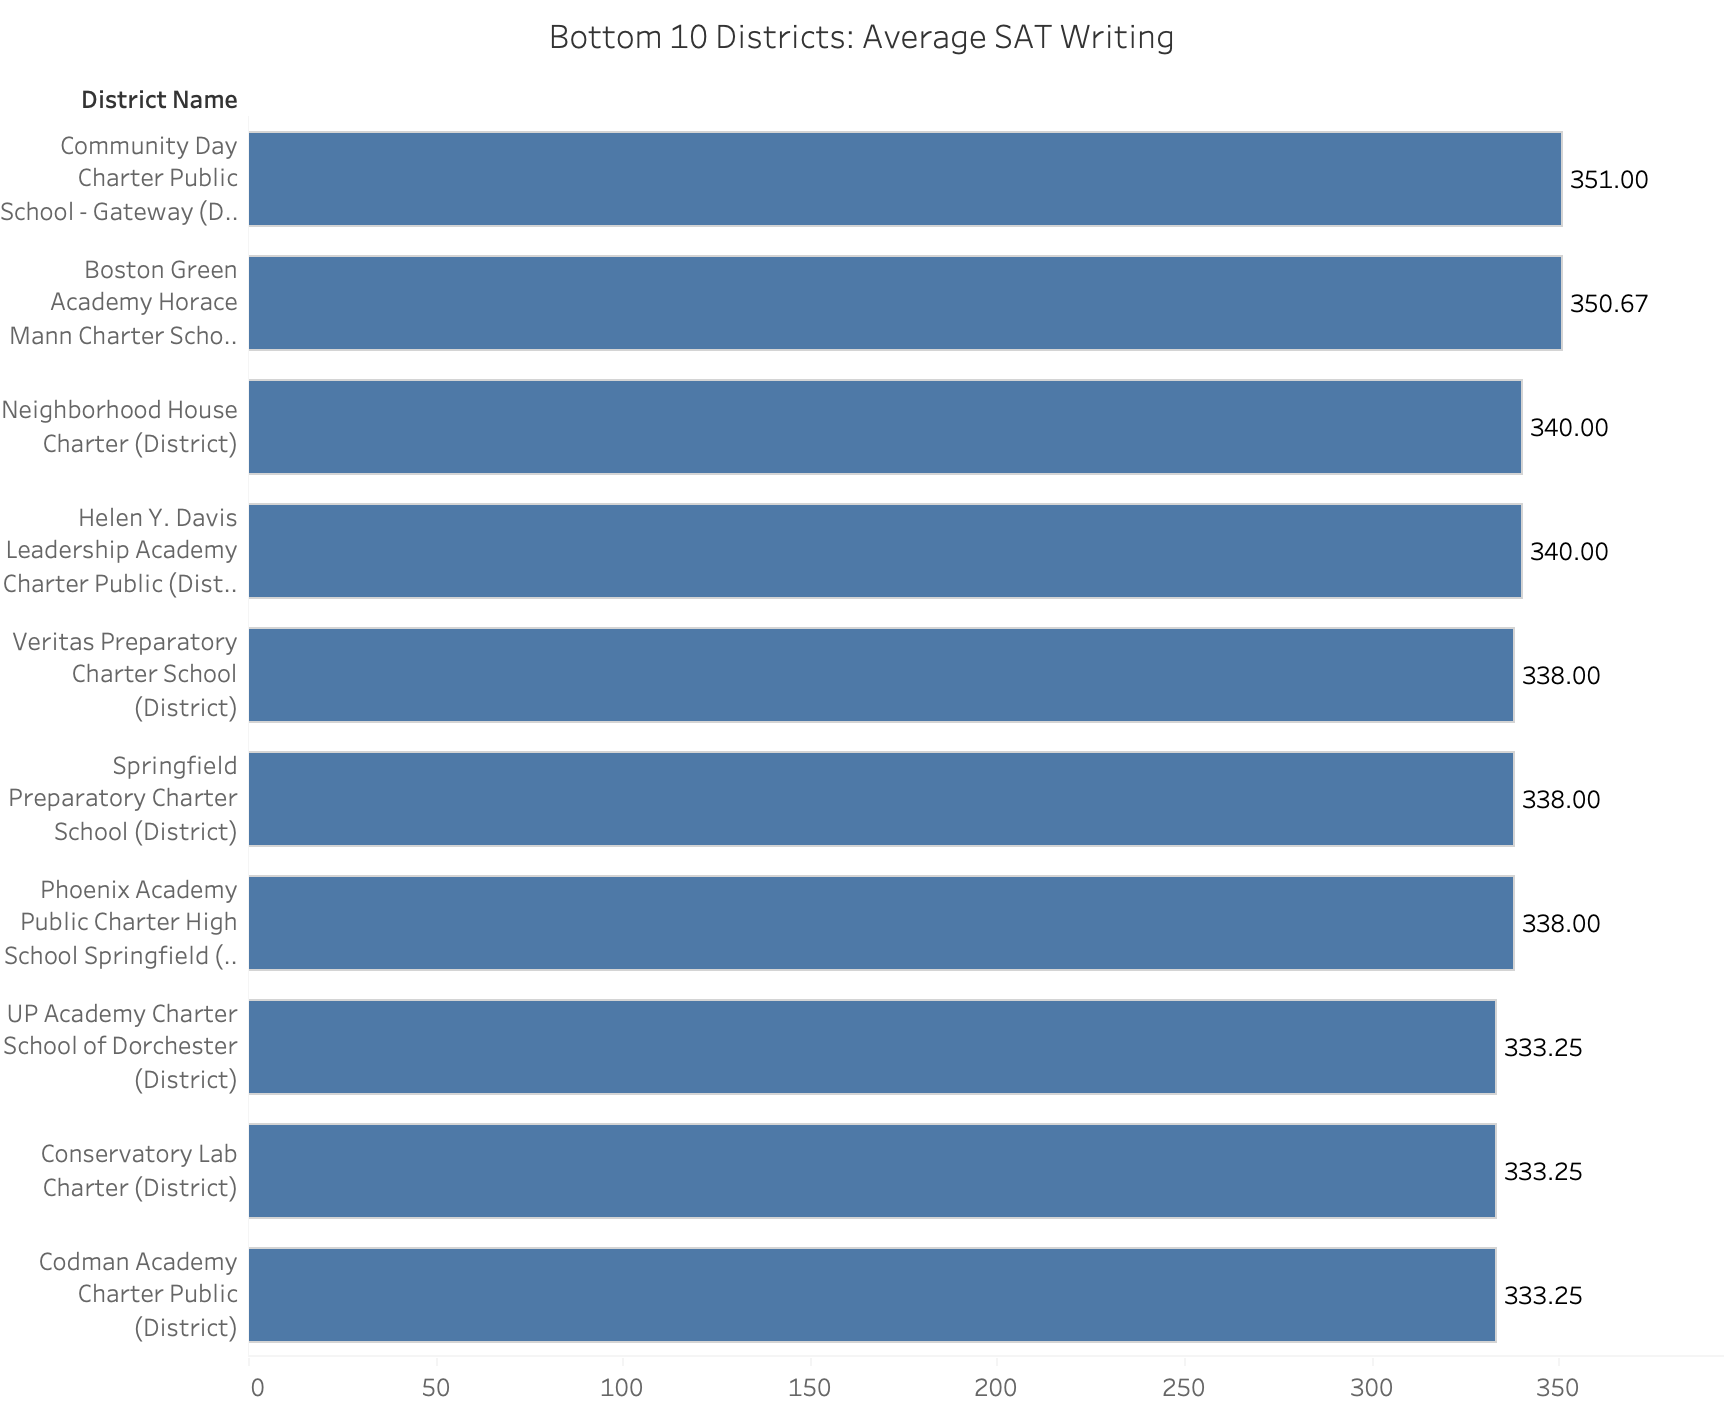 Bottom 10 Districts: Average SAT Writing
District Name
Community Day
Charter Public
School - Gateway (D..
351.00
Boston Green
Academy Horace
Mann Charter Scho..
350.67
Neighborhood House
Charter (District)
340.00
Helen Y. Davis
Leadership Academy
Charter Public (Dist..
340.00
Veritas Preparatory
Charter School
(District)
338.00
Springfield
Preparatory Charter
School (District)
338.00
Phoenix Academy
Public Charter High
School Springfield (..
338.00
UP Academy Charter
School of Dorchester
(District)
333.25
Conservatory Lab
Charter (District)
333.25
Codman Academy
Charter Public
(District)
333.25
0 50 100 150 200 250 300 350